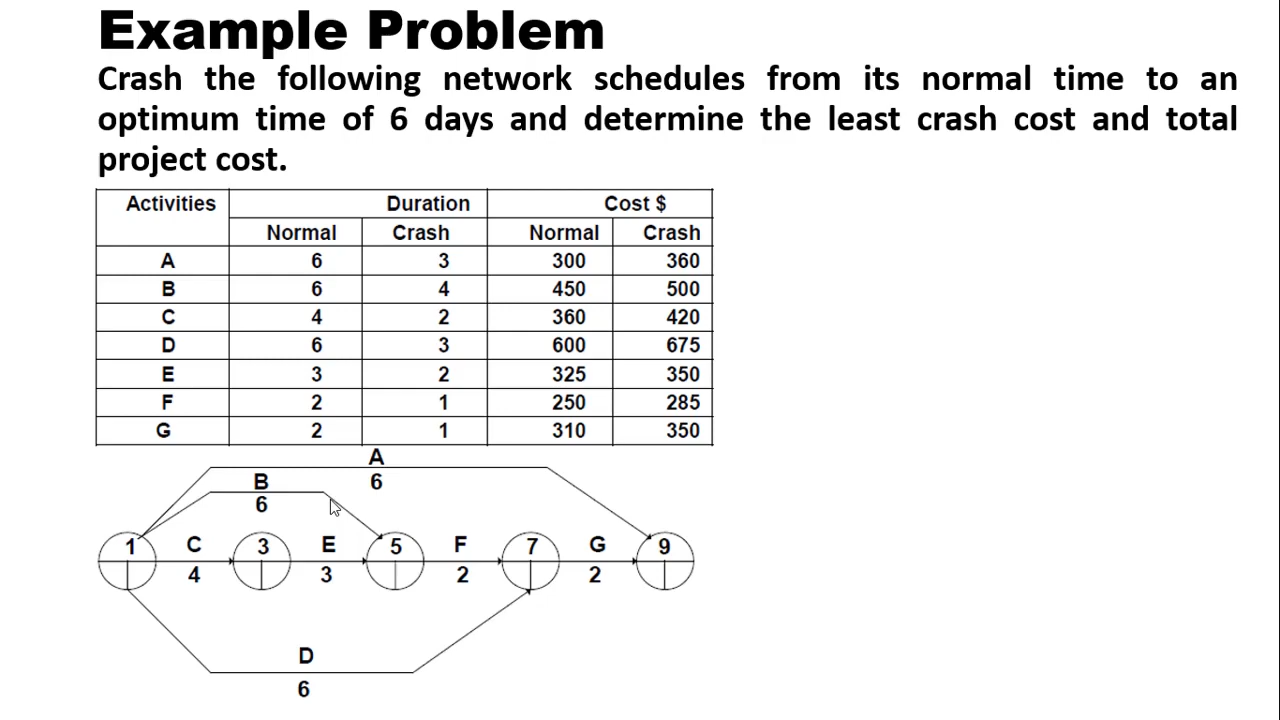 Example Problem
Crash the following network schedules from its normal time to an
optimum time of 6 days and determine the least crash cost and total
project cost.
Activities Duration Cost $
Normal Crash Normal Crash
A 6 3 300 360
B 6 4 450 500
C 4 2 360 420
D 6 3 600 675
E 3 2 325 350
F 2 1 250 285
G 2 1 310 350
A
B 6
6
1 C 3 E 5 F 7 G 9
4 3 2 2
D
6